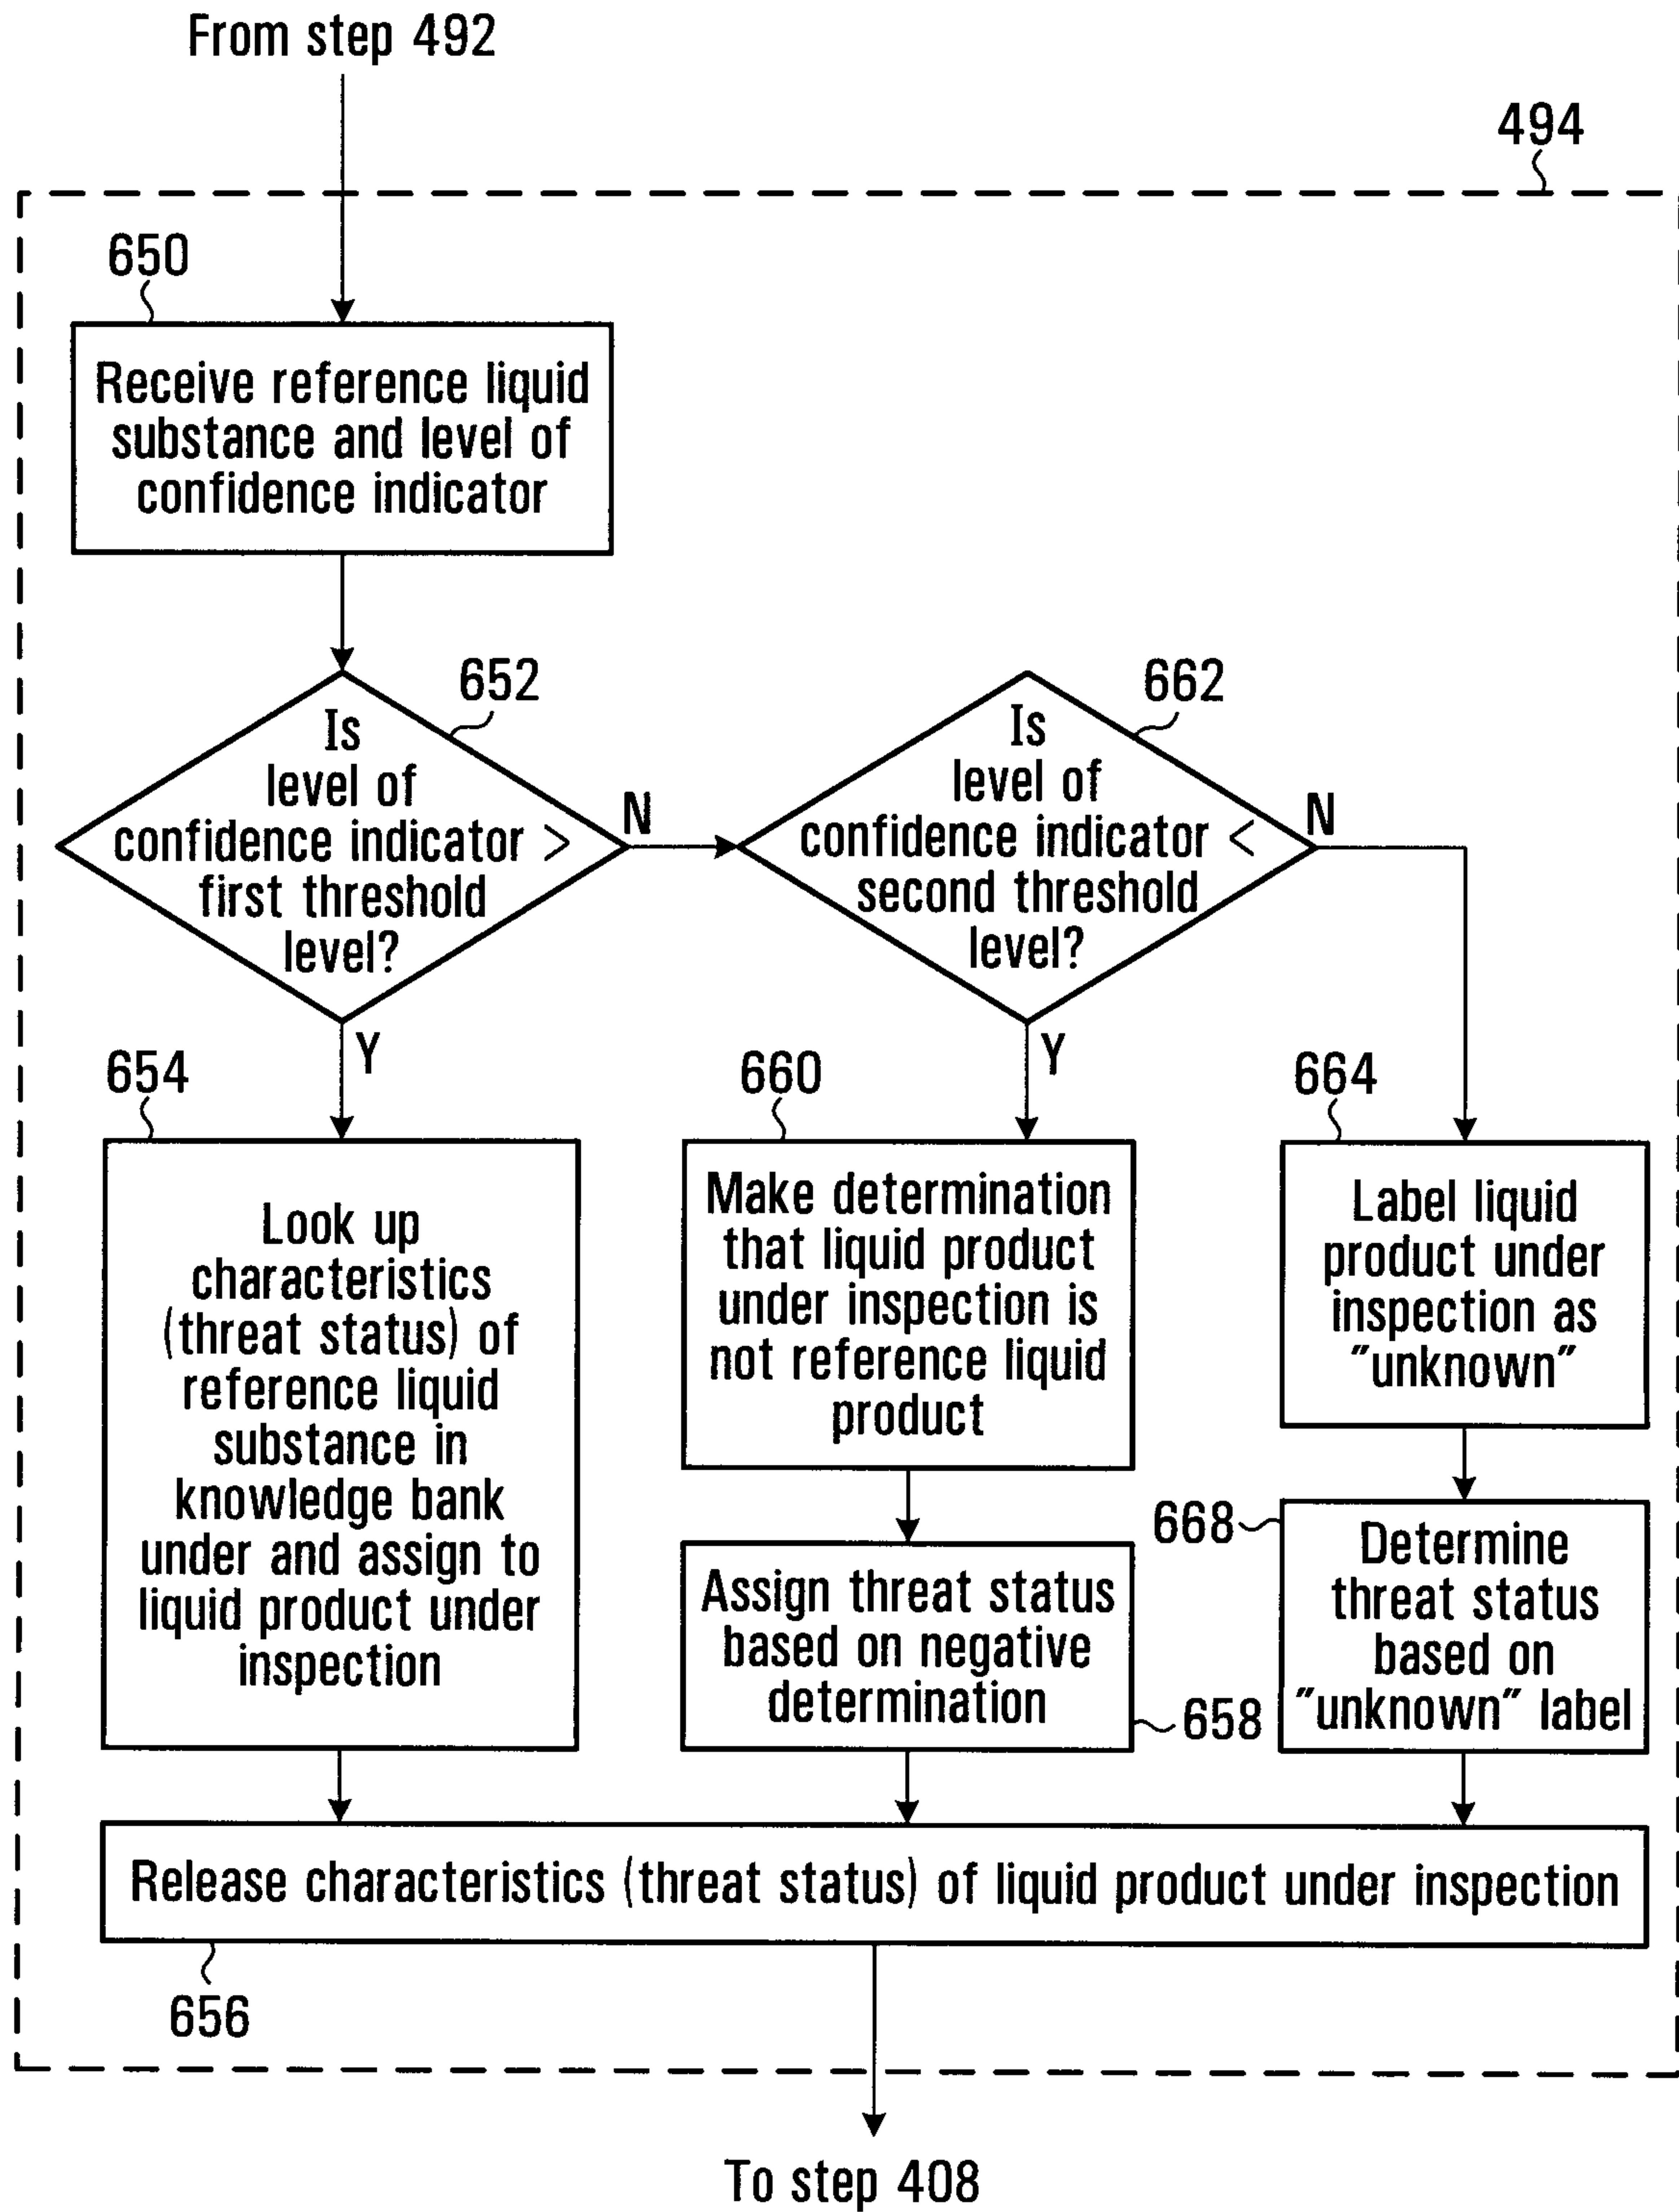 From step 492
494
650
Receive reference liquid
substance and level of
confidence indicator
652
Is
level of
confidence indicator >
first threshold
level?
N
Y
662
Is
level of
confidence indicator <
second threshold
level?
N
Y
654
Look up
characteristics
(threat status) of
reference liquid
substance in
knowledge bank
under and assign to
liquid product under
inspection
660
Make determination
that liquid product
under inspection is
not reference liquid
product
Assign threat status
based on negative
determination
658
664
Label liquid
product under
inspection as
"unknown"
668
Determine
threat status
based on
"unknown" label
Release characteristics (threat status) of liquid product under inspection
656
To step 408